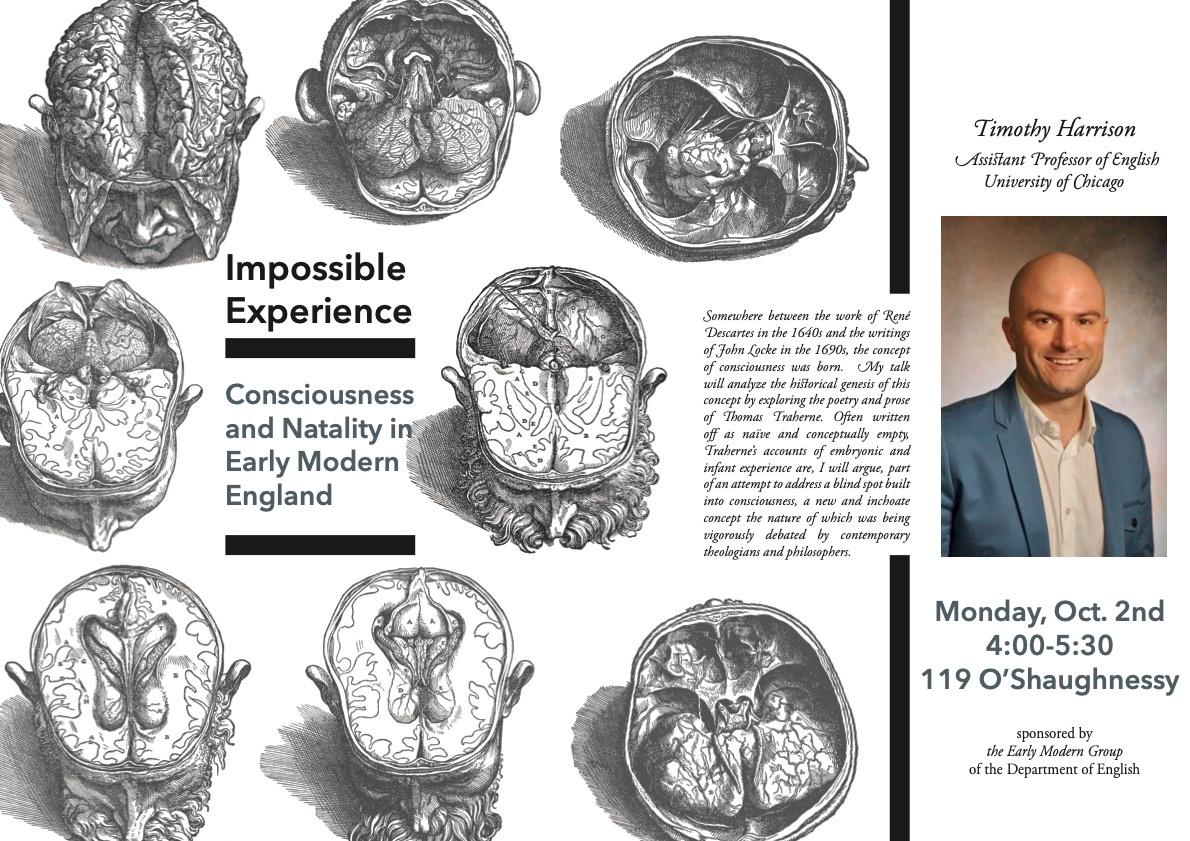 Impossible
Experience
Consciousness
and Natality in
Early Modern
England
Somewhere between the work of René
Descartes in the 1640s and the writings
of John Locke in the 1690s, the concept
of consciousness was born. My talk
will analyze the historical genesis of this
concept by exploring the poetry and prose
of Thomas Traherne. Often written
off as naïve and conceptually empty,
Traherne's accounts of embryonic and
infant experience are, I will argue, part
of an attempt to address a blind spot built
into consciousness, a new and inchoate
concept the nature of which was being
vigorously debated by contemporary
theologians and philosophers.
Timothy Harrison
Assistant Professor of English
University of Chicago
Monday, Oct. 2nd
4:00-5:30
119 O'Shaughnessy
sponsored by
the Early Modern Group
of the Department of English